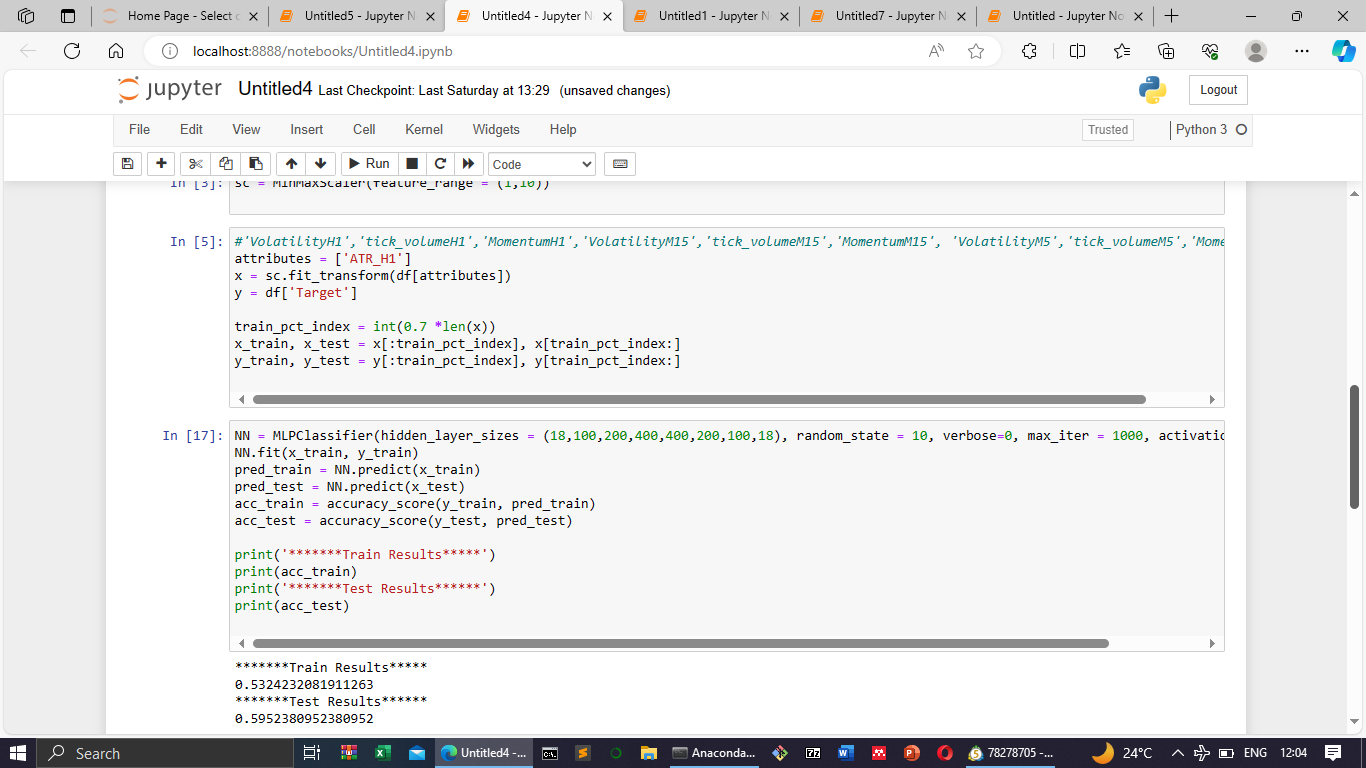 Home Page - Select
Untitled5 - Jupyter N
Untitled4 - Jupyter N
Untitled1 - Jupyter N
Untitled7 - Jupyter N
Untitled - Jupyter No
localhost:8888/notebooks/Untitled4.ipynb
jupyter Untitled4 Last Checkpoint: Last Saturday at 13:29 (unsaved changes)
Logout
File Edit View Insert Cell Kernel Widgets Help
Trusted
Python 3
Run
Code
In [3]: sc = MinMaxScaler(feature_range = (1,10))
In [5]: #'VolatilityH1','tick_volumeH1','MomentumH1','VolatilityM15','tick_volumeM15','MomentumM15', 'VolatilityM5','tick_volumeM5','Mome
attributes = ['ATR_H1']
x = sc.fit_transform(df[attributes])
y = df['Target']
train_pct_index = int(0.7 *len(x))
x_train, x_test = x[:train_pct_index], x[train_pct_index:]
y_train, y_test = y[:train_pct_index], y[train_pct_index:]
In [17]: NN = MLPClassifier(hidden_layer_sizes = (18,100,200,400,400,200,100,18), random_state = 10, verbose=0, max_iter = 1000, activatio
NN.fit(x_train, y_train)
pred_train = NN.predict(x_train)
pred_test = NN.predict(x_test)
acc_train = accuracy_score(y_train, pred_train)
acc_test = accuracy_score(y_test, pred_test)
print('*******Train Results*****')
print(acc_train)
print('*******Test Results******')
print(acc_test)
*******Train Results*****
0.5324232081911263
*******Test Results******
0.5952380952380952
Search
Untitled4 -...
Anaconda...
78278705 -...
24°C
ENG
12:04